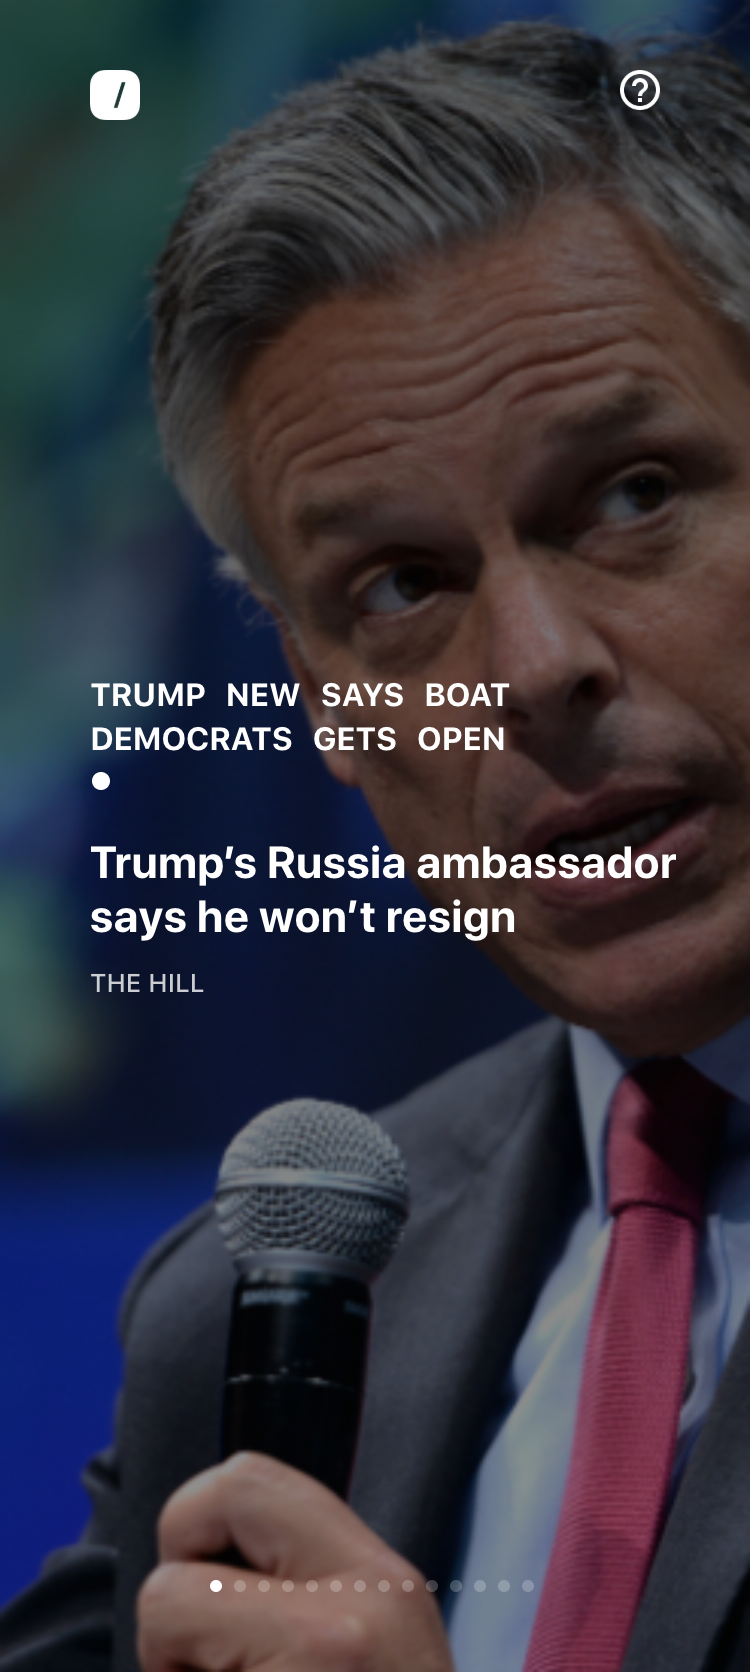 /
?
TRUMP NEW SAYS BOAT
DEMOCRATS GETS OPEN
Trump’s Russia ambassador
says he won’t resign
THE HILL